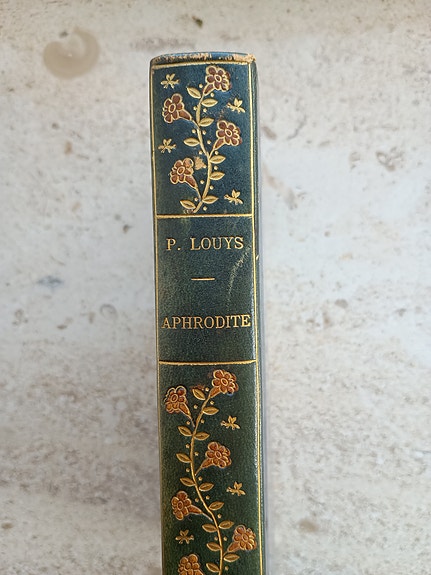 P. LOUYS
—
APHRODITE